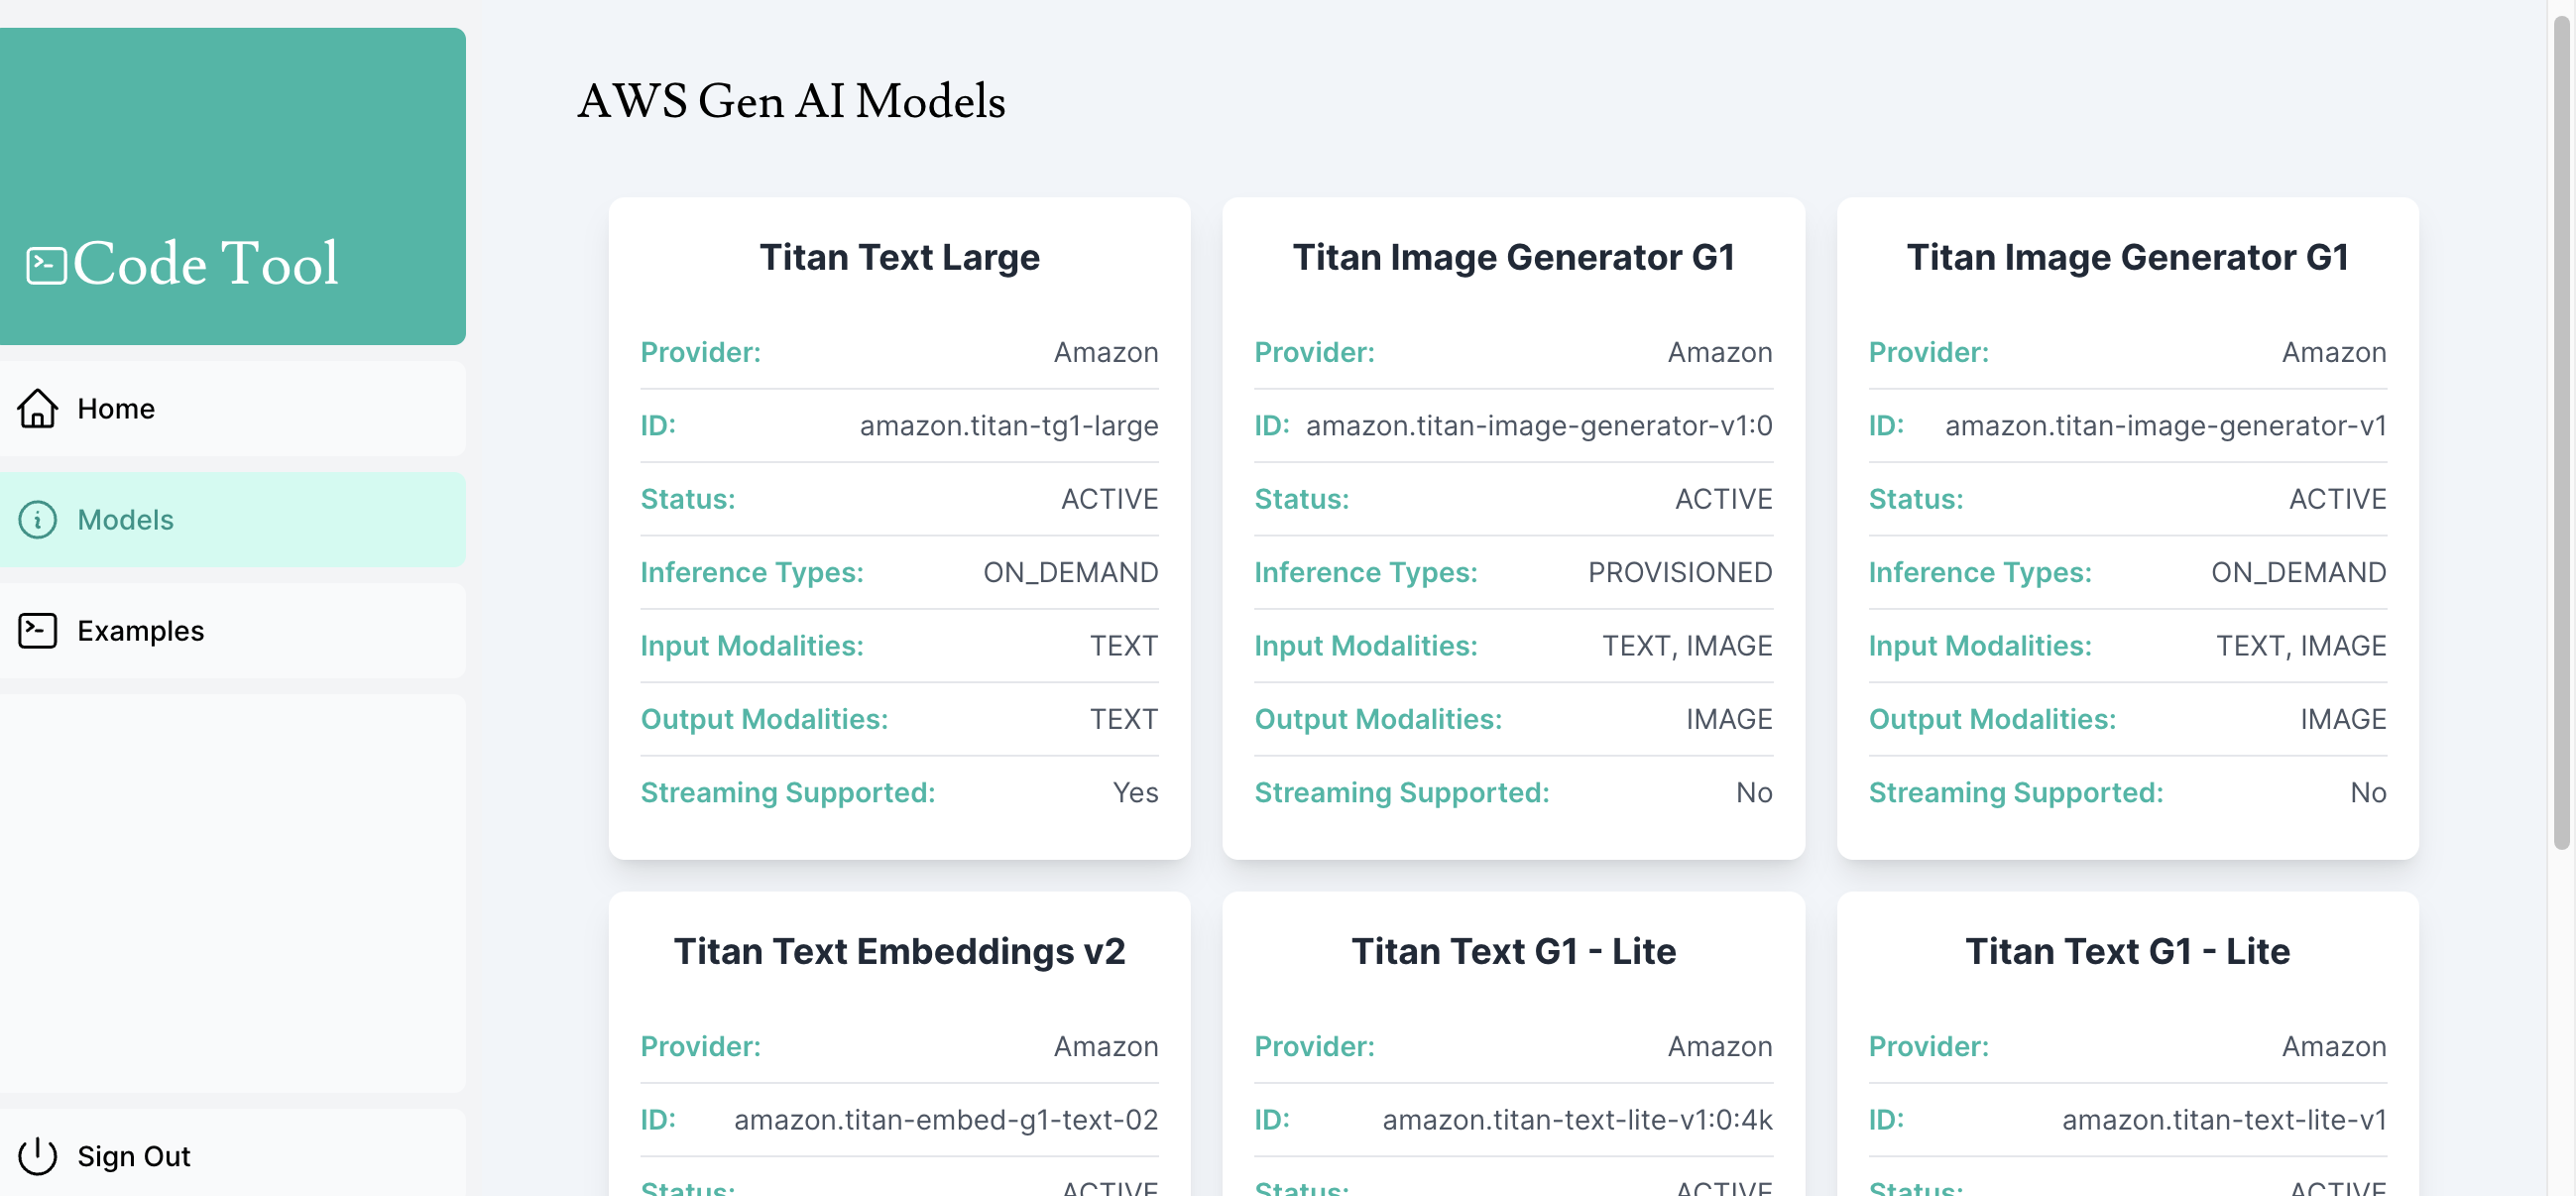 Code Tool
Home
Models
Examples
Sign Out
AWS Gen AI Models
Titan Text Large
Provider: Amazon
ID: amazon.titan-tg1-large
Status: ACTIVE
Inference Types: ON_DEMAND
Input Modalities: TEXT
Output Modalities: TEXT
Streaming Supported: Yes
Titan Image Generator G1
Provider: Amazon
ID: amazon.titan-image-generator-v1:0
Status: ACTIVE
Inference Types: PROVISIONED
Input Modalities: TEXT, IMAGE
Output Modalities: IMAGE
Streaming Supported: No
Titan Image Generator G1
Provider: Amazon
ID: amazon.titan-image-generator-v1
Status: ACTIVE
Inference Types: ON_DEMAND
Input Modalities: TEXT, IMAGE
Output Modalities: IMAGE
Streaming Supported: No
Titan Text Embeddings v2
Provider: Amazon
ID: amazon.titan-embed-g1-text-02
Status: ACTIVE
Titan Text G1 - Lite
Provider: Amazon
ID: amazon.titan-text-lite-v1:0:4k
Status: ACTIVE
Titan Text G1 - Lite
Provider: Amazon
ID: amazon.titan-text-lite-v1
Status: ACTIVE